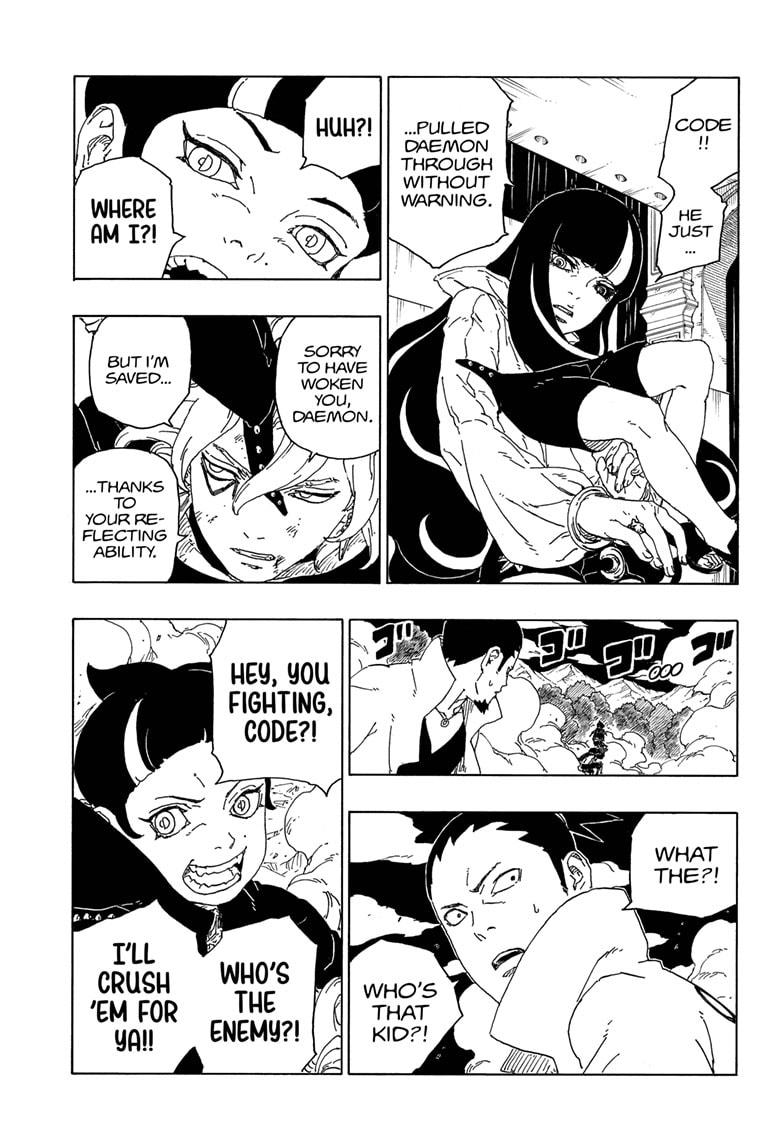 CODE
!!
HE
JUST
...
...PULLED
DAEMON
THROUGH
WITHOUT
WARNING.
HUH?!
WHERE
AM I?!
SORRY
TO HAVE
WOKEN
YOU,
DAEMON.
BUT I'M
SAVED...
...THANKS
TO
YOUR RE-
FLECTING
ABILITY.
ゴ
ゴ
ゴ
ゴ
WHAT
THE?!
WHO'S
THAT
KID?!
HEY, YOU
FIGHTING,
CODE?!
WHO'S
THE
ENEMY?!
I'LL
CRUSH
'EM FOR
YA!!